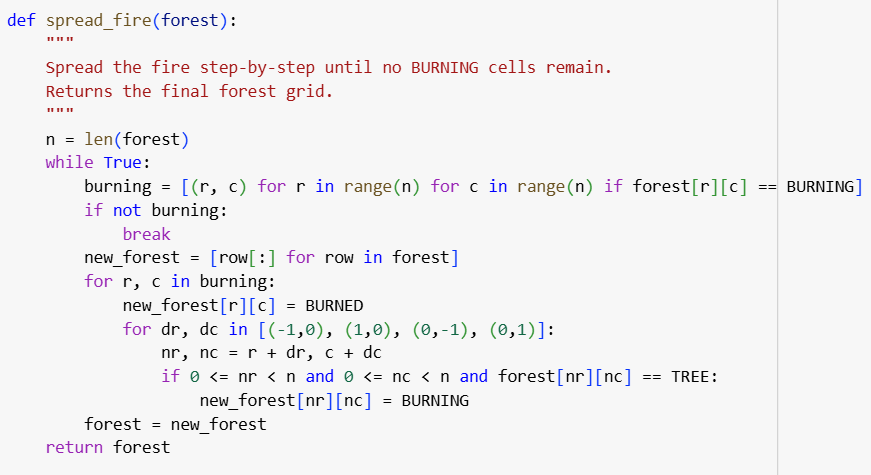 def spread_fire(forest):
    """
    Spread the fire step-by-step until no BURNING cells remain.
    Returns the final forest grid.
    """
    n = len(forest)
    while True:
        burning = [(r, c) for r in range(n) for c in range(n) if forest[r][c] == BURNING]
        if not burning:
            break
        new_forest = [row[:] for row in forest]
        for r, c in burning:
            new_forest[r][c] = BURNED
            for dr, dc in [(-1,0), (1,0), (0,-1), (0,1)]:
                nr, nc = r + dr, c + dc
                if 0 <= nr < n and 0 <= nc < n and forest[nr][nc] == TREE:
                    new_forest[nr][nc] = BURNING
        forest = new_forest
    return forest